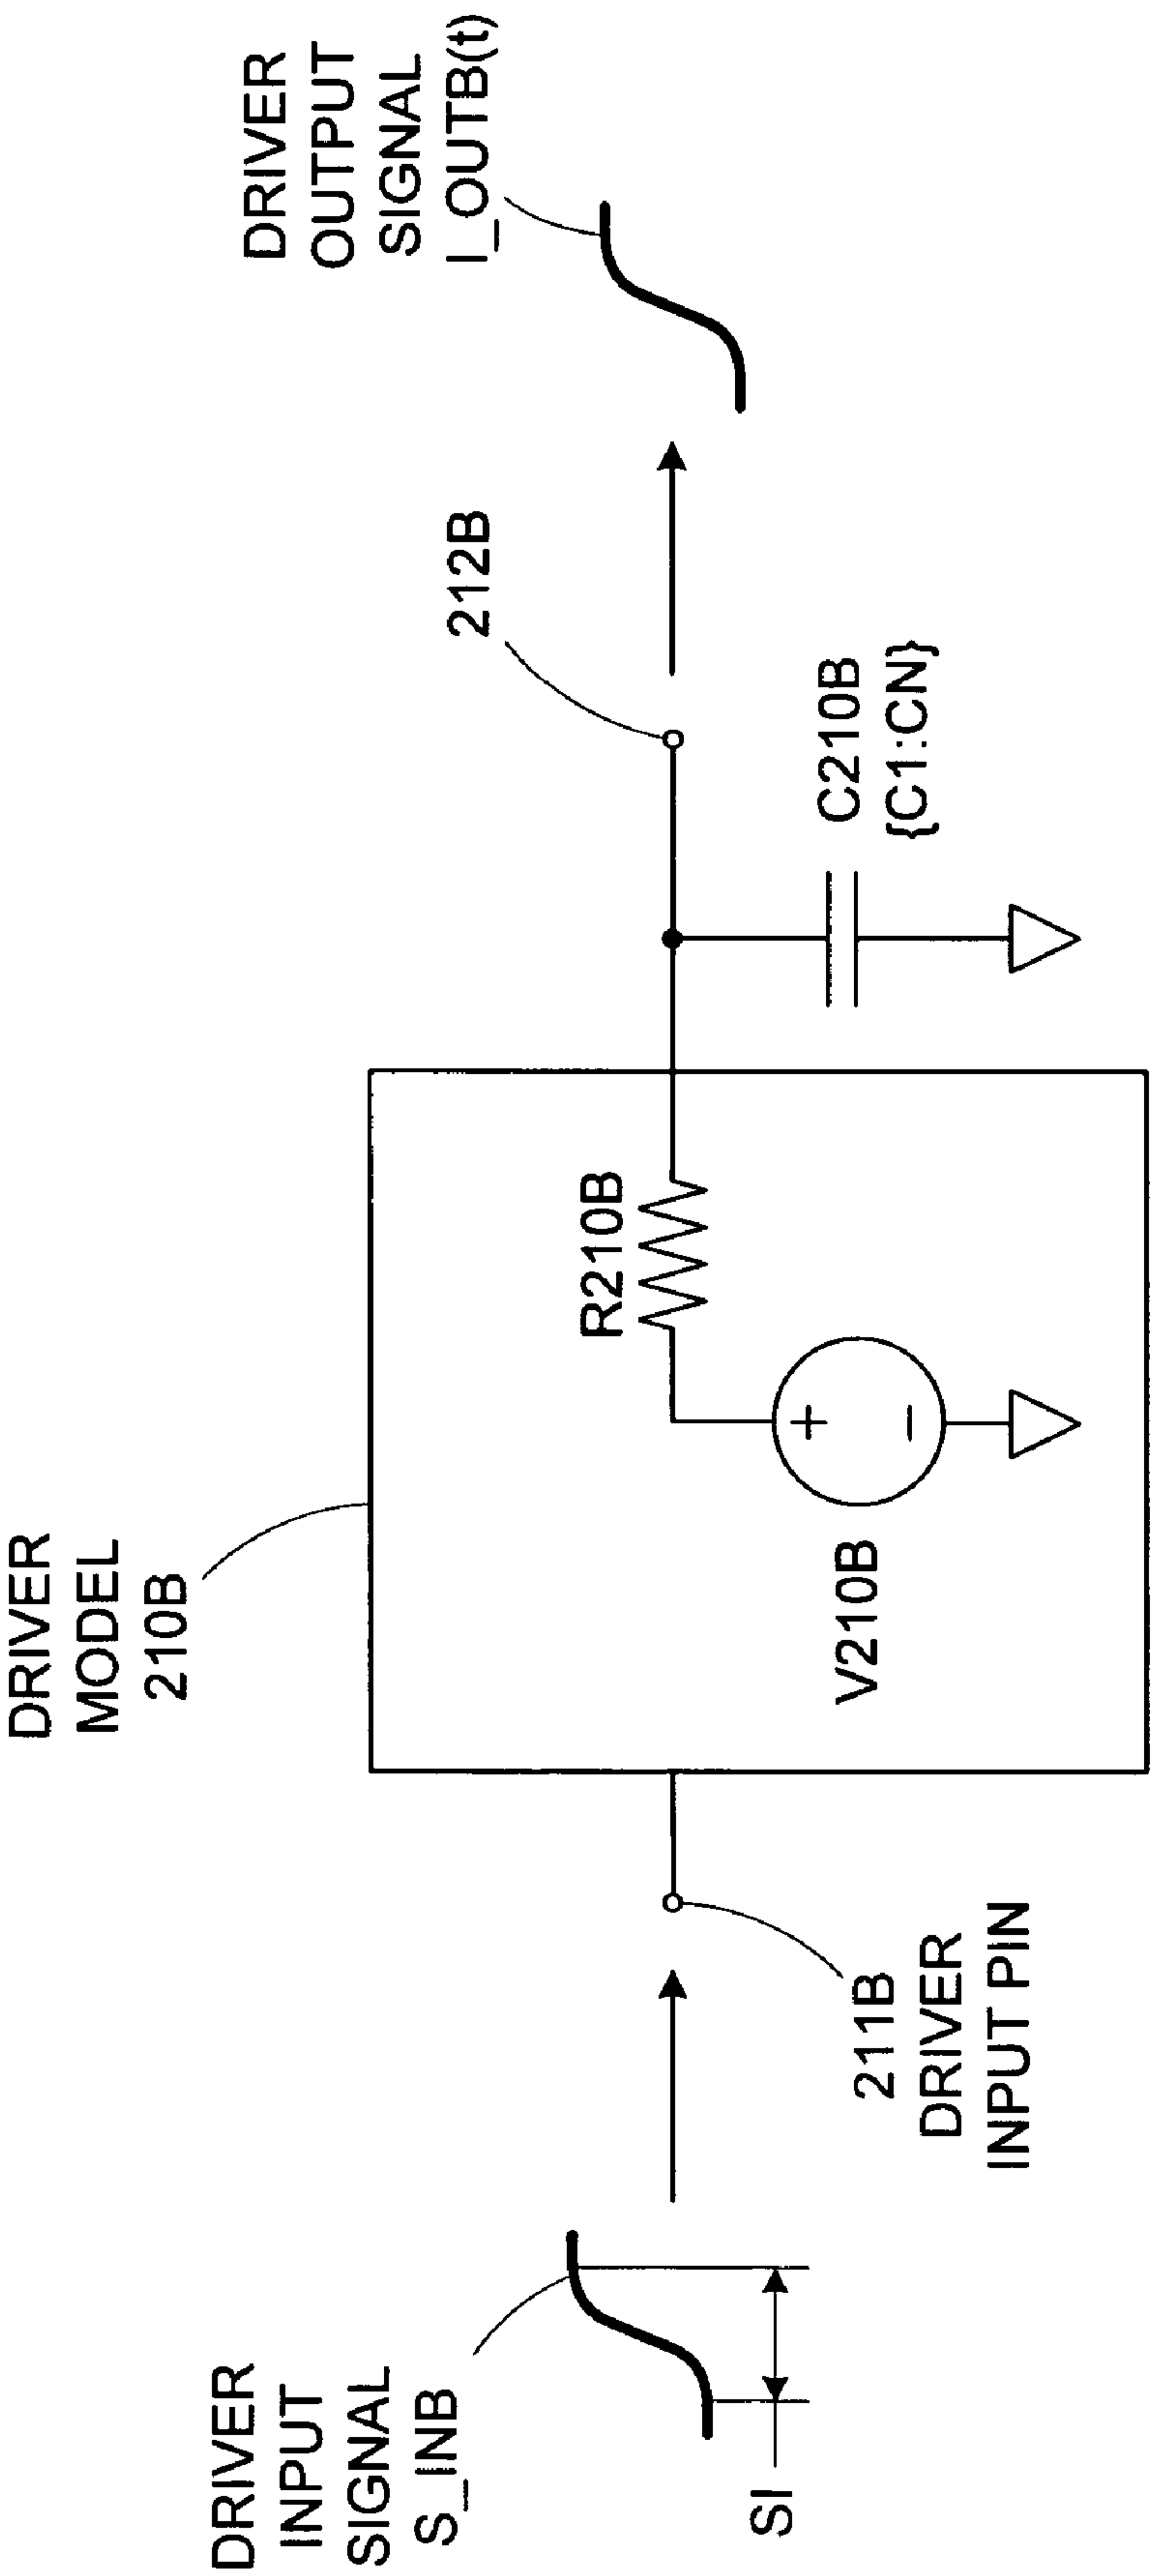 DRIVER
INPUT
SIGNAL
S_INB
SI
211B
DRIVER
INPUT PIN
DRIVER
MODEL
210B
V210B
+
−
R210B
C210B
{C1:CN}
212B
DRIVER
OUTPUT
SIGNAL
I_OUTB(t)